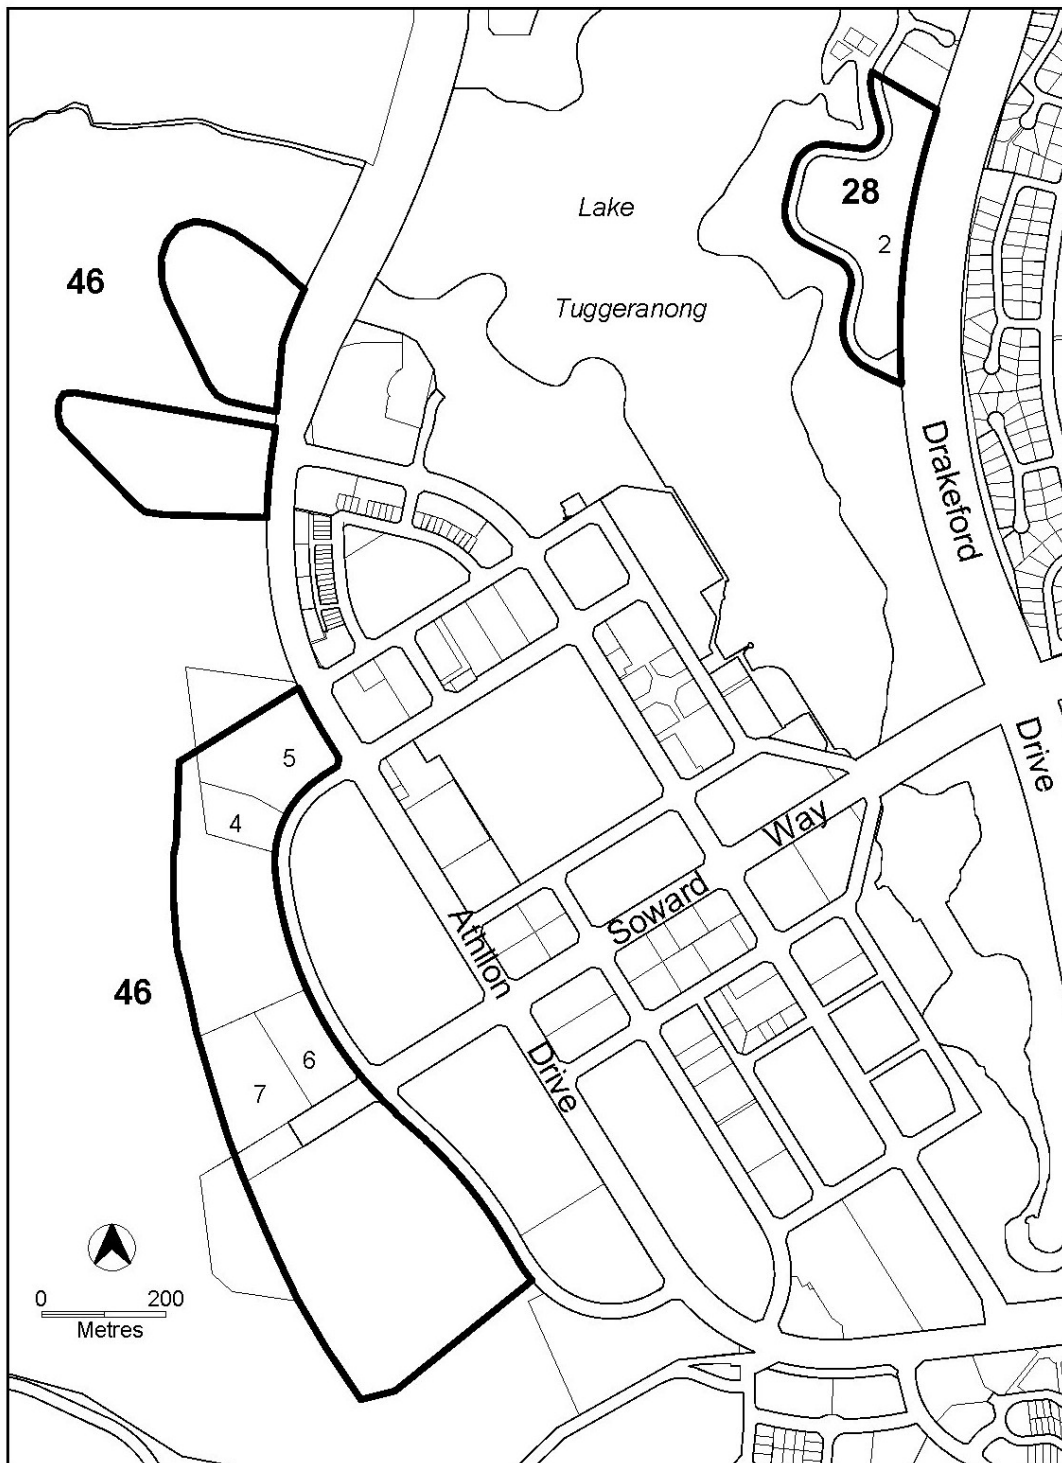 28
Lake
2
46
Tuggeranong
Drakeford
Drive
5
Way
4
Soward
Athllon
46
6
Drive
7
0 200
Metres